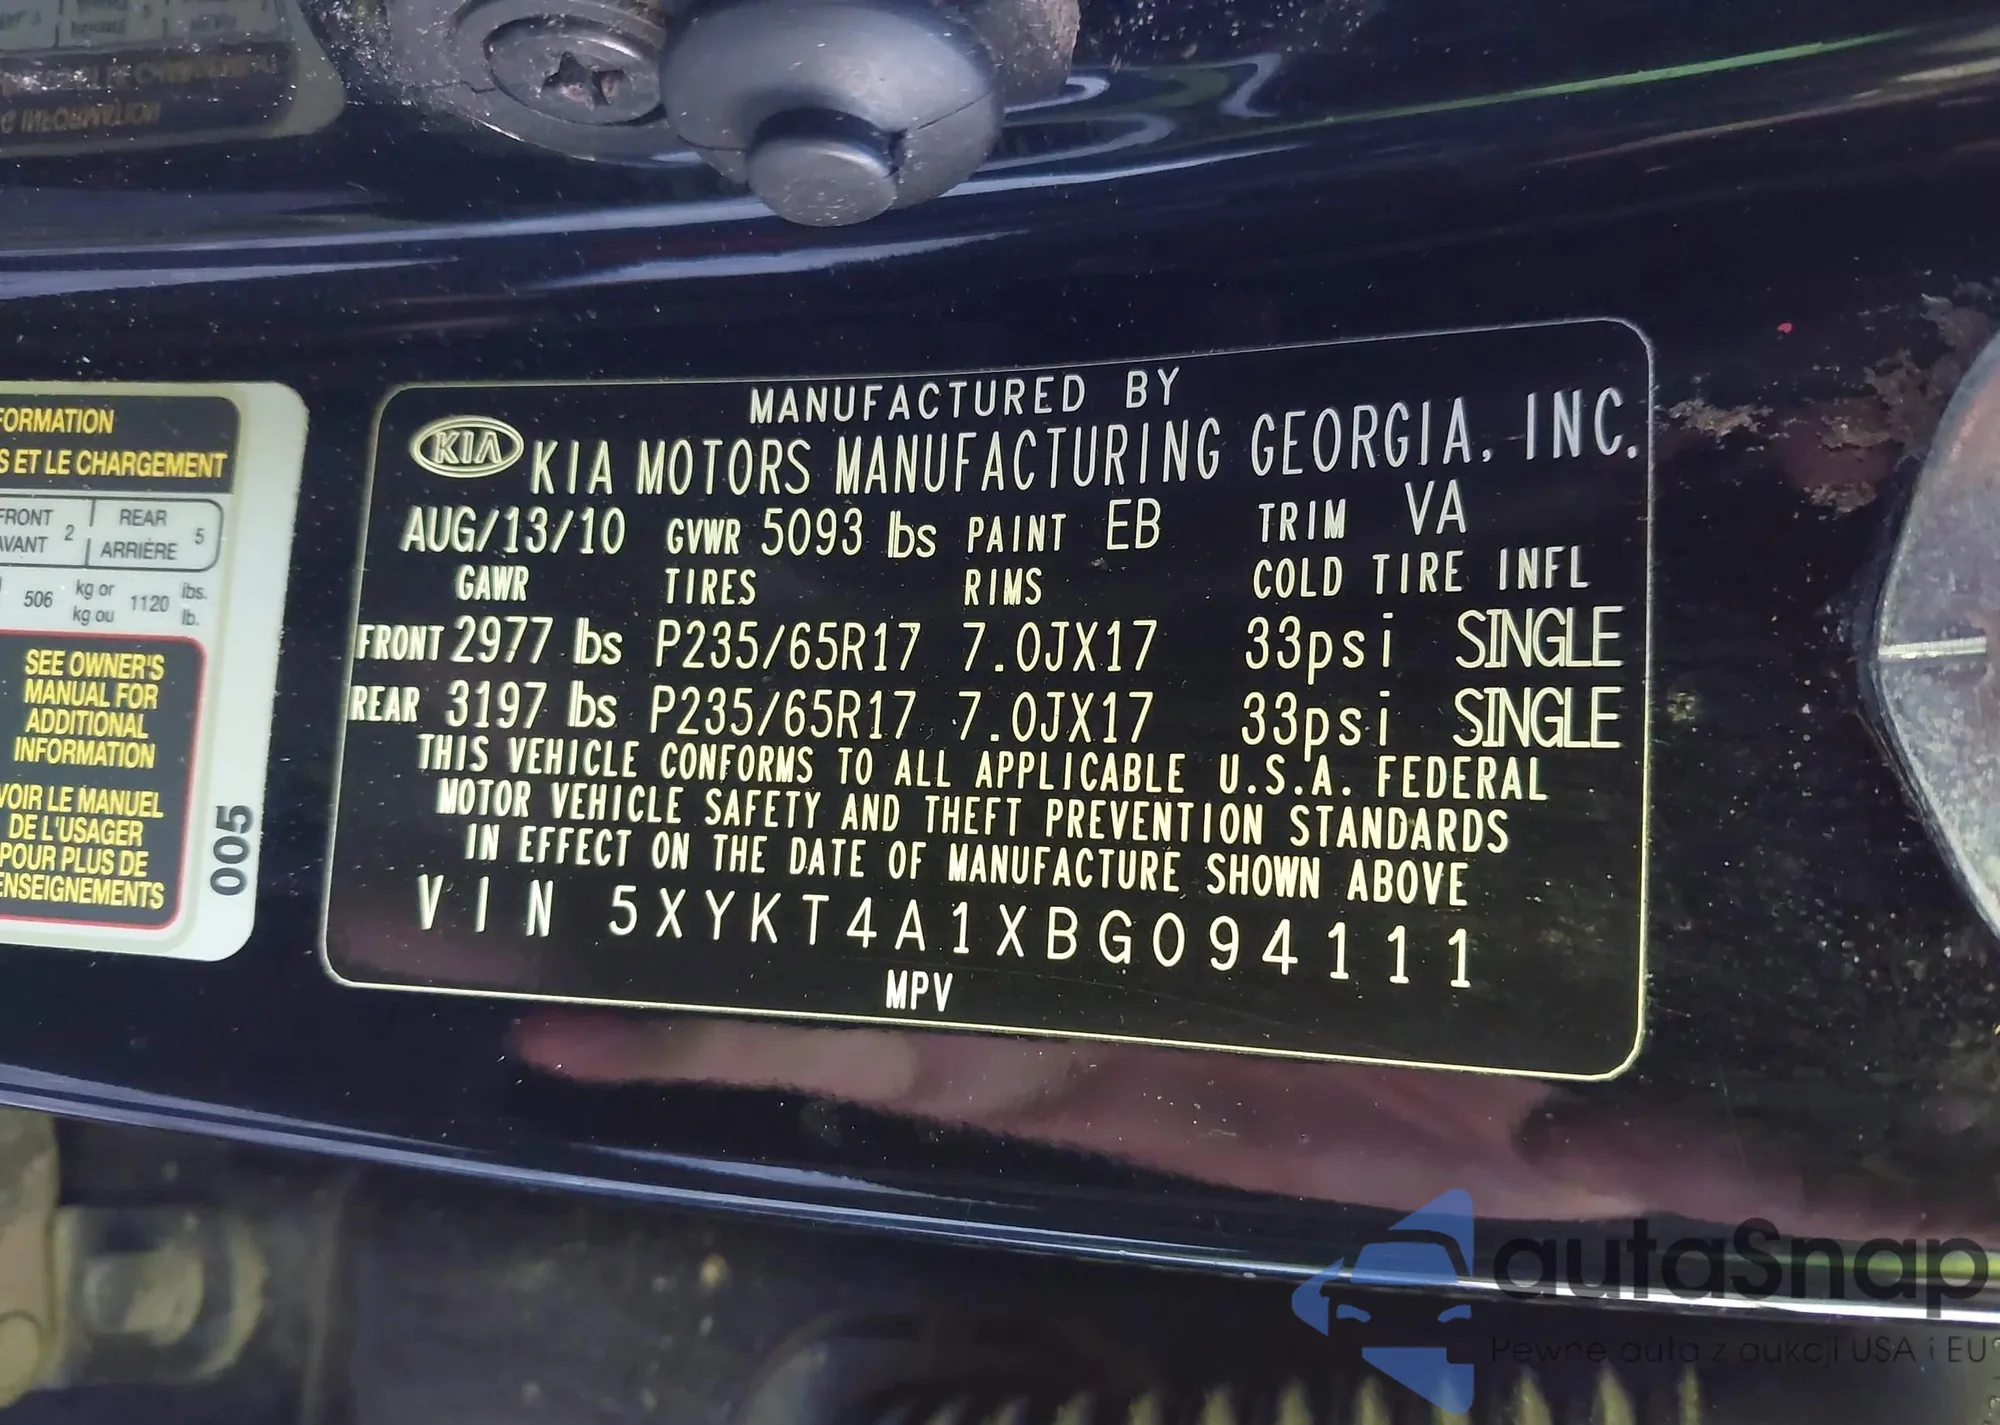 FORMATION
S ET LE CHARGEMENT
FRONT 2 REAR 5
AVANT ARRIÈRE
506 kg or 1120 lbs.
kg ou lb.
SEE OWNER'S
MANUAL FOR
ADDITIONAL
INFORMATION
VOIR LE MANUEL
DE L'USAGER
POUR PLUS DE
ENSEIGNEMENTS
005
MANUFACTURED BY
KIA KIA MOTORS MANUFACTURING GEORGIA, INC.
AUG/13/10 GVWR 5093 lbs PAINT EB TRIM VA
GAWR TIRES RIMS COLD TIRE INFL
FRONT 2977 lbs P235/65R17 7.0JX17 33psi SINGLE
REAR 3197 lbs P235/65R17 7.0JX17 33psi SINGLE
THIS VEHICLE CONFORMS TO ALL APPLICABLE U.S.A. FEDERAL
MOTOR VEHICLE SAFETY AND THEFT PREVENTION STANDARDS
IN EFFECT ON THE DATE OF MANUFACTURE SHOWN ABOVE
VIN 5XYKT4A1XBG094111
MPV
autaSnap
Pewne auta z aukcji USA i EU